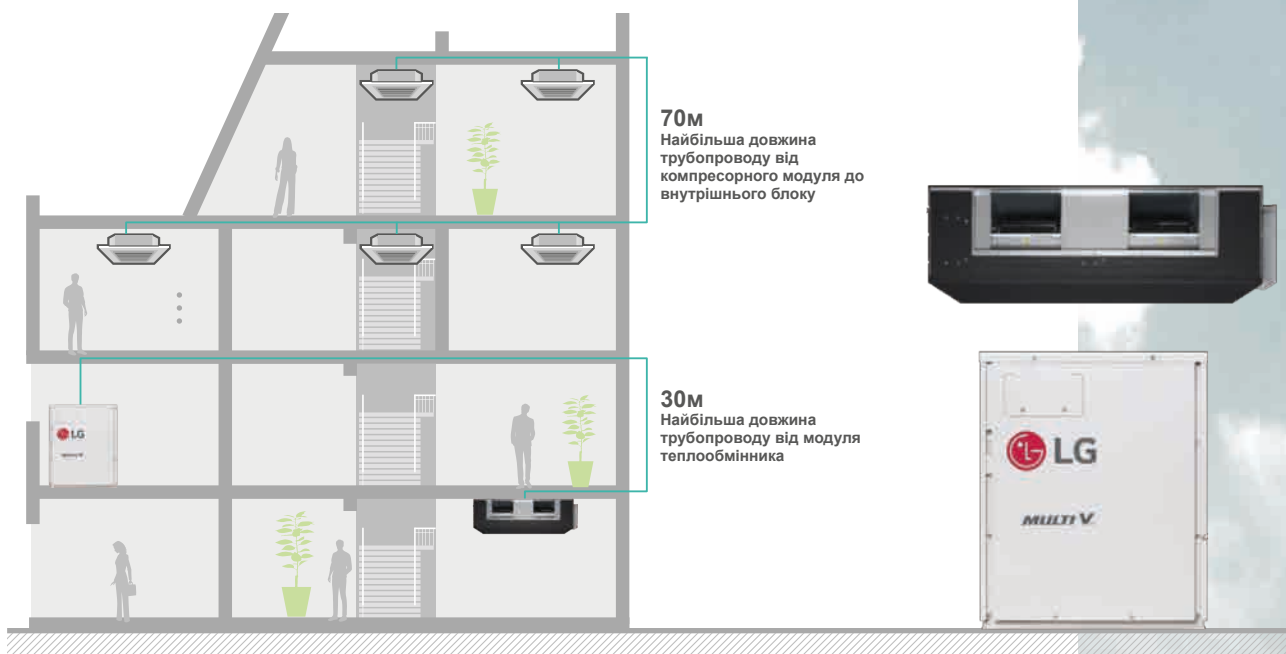 70м
Найбільша довжина
трубопроводу від
компресорного модуля до
внутрішнього блоку
30м
Найбільша довжина
трубопроводу від модуля
теплообмінника
LG
MULTI V
LG
MULTI V